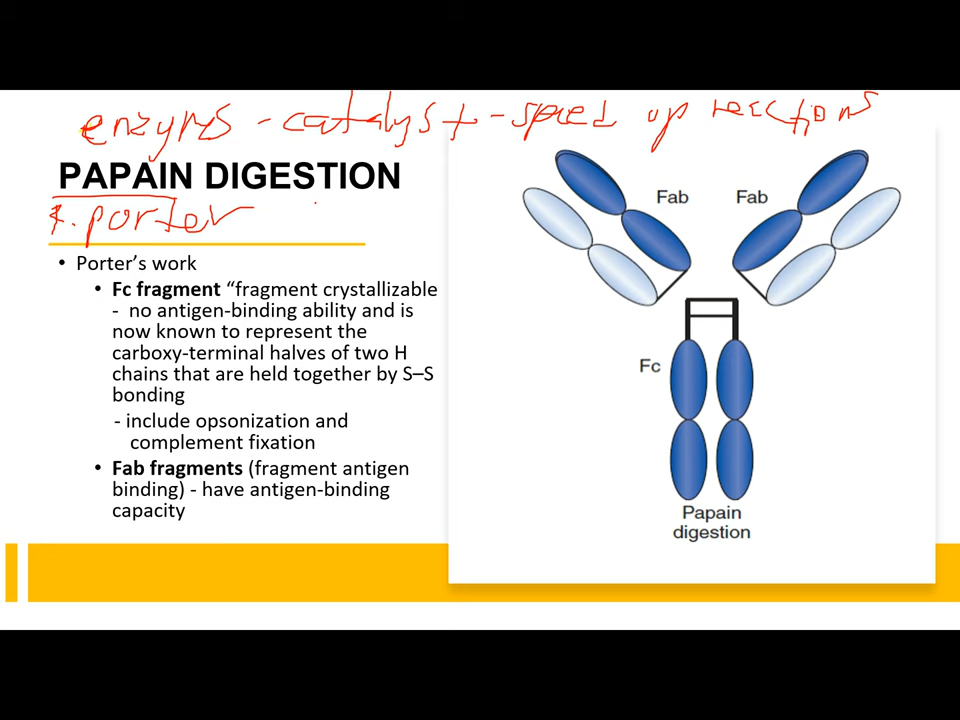 enzyms - catalyst - speed up reactions
PAPAIN DIGESTION
R. porter
• Porter’s work
• Fc fragment “fragment crystallizable
- no antigen-binding ability and is
now known to represent the
carboxy-terminal halves of two H
chains that are held together by S–S
bonding
- include opsonization and
complement fixation
• Fab fragments (fragment antigen
binding) - have antigen-binding
capacity
Fab
Fab
Fc
Papain
digestion